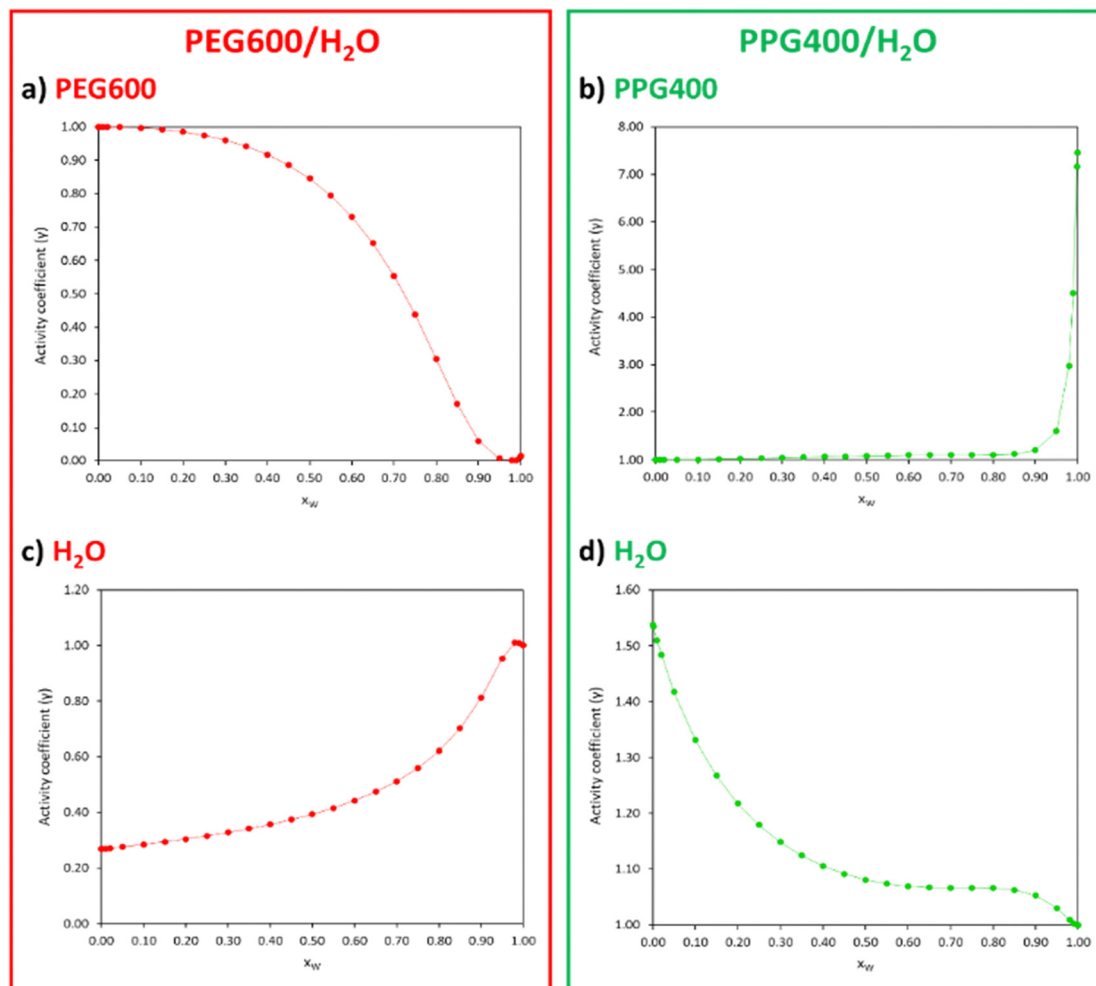 PEG600/H₂O
a) PEG600
1.00
0.90
0.80
0.70
0.60
0.50
0.40
0.30
0.20
0.10
0.00
Activity coefficient (γ)
0.00 0.10 0.20 0.30 0.40 0.50 0.60 0.70 0.80 0.90 1.00
xw
c) H₂O
1.20
1.00
0.80
0.60
0.40
0.20
0.00
Activity coefficient (γ)
0.00 0.10 0.20 0.30 0.40 0.50 0.60 0.70 0.80 0.90 1.00
xw
PPG400/H₂O
b) PPG400
8.00
7.00
6.00
5.00
4.00
3.00
2.00
1.00
Activity coefficient (γ)
0.00 0.10 0.20 0.30 0.40 0.50 0.60 0.70 0.80 0.90 1.00
xw
d) H₂O
1.60
1.50
1.40
1.30
1.20
1.10
1.00
Activity coefficient (γ)
0.00 0.10 0.20 0.30 0.40 0.50 0.60 0.70 0.80 0.90 1.00
xw